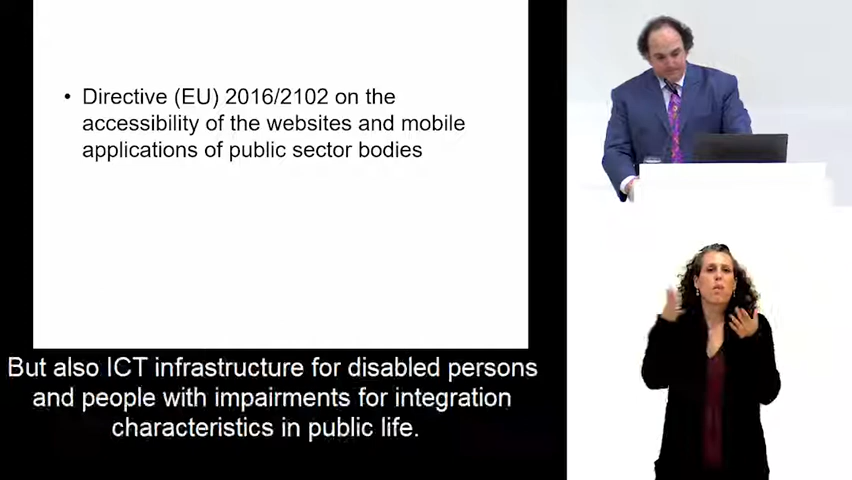 • Directive (EU) 2016/2102 on the
accessibility of the websites and mobile
applications of public sector bodies
But also ICT infrastructure for disabled persons
and people with impairments for integration
characteristics in public life.